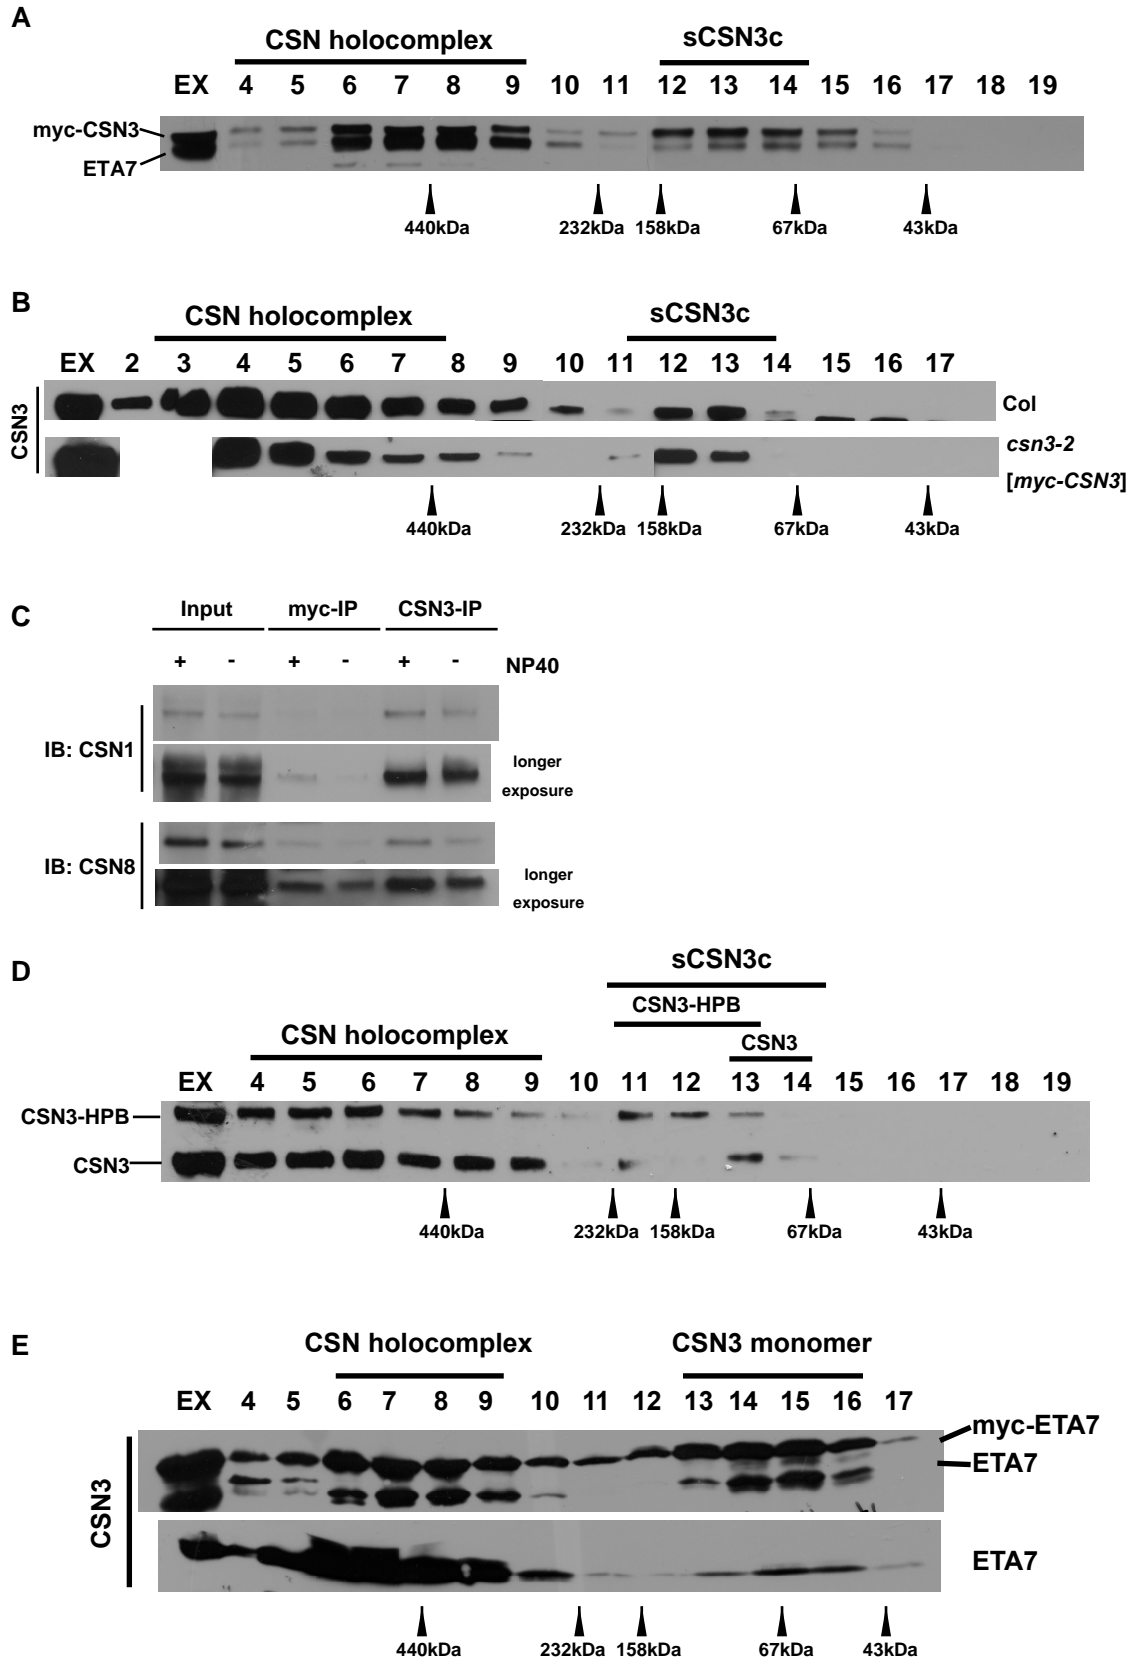 A
CSN holocomplex sCSN3c
EX 4 5 6 7 8 9 10 11 12 13 14 15 16 17 18 19
myc-CSN3
ETA7
440kDa 232kDa 158kDa 67kDa 43kDa
B
CSN holocomplex sCSN3c
EX 2 3 4 5 6 7 8 9 10 11 12 13 14 15 16 17
CSN3
Col
csn3-2
[myc-CSN3]
440kDa 232kDa 158kDa 67kDa 43kDa
C
Input myc-IP CSN3-IP
+ - + - + - NP40
IB: CSN1
longer
exposure
IB: CSN8
longer
exposure
D
sCSN3c
CSN3-HPB
CSN holocomplex CSN3
EX 4 5 6 7 8 9 10 11 12 13 14 15 16 17 18 19
CSN3-HPB
CSN3
440kDa 232kDa 158kDa 67kDa 43kDa
E
CSN holocomplex CSN3 monomer
EX 4 5 6 7 8 9 10 11 12 13 14 15 16 17
myc-ETA7
ETA7
CSN3
ETA7
440kDa 232kDa 158kDa 67kDa 43kDa